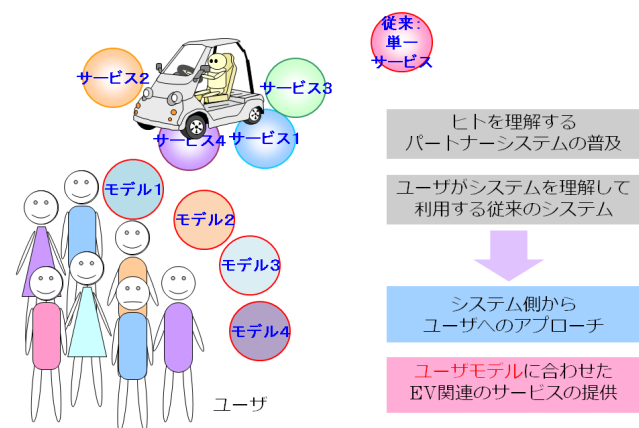 従来：
単一
サービス
サービス2
サービス3
サービス4
サービス1
モデル1
モデル2
モデル3
モデル4
ユーザ
ヒトを理解する
パートナーシステムの普及
ユーザがシステムを理解して
利用する従来のシステム
システム側から
ユーザへのアプローチ
ユーザモデルに合わせた
EV関連のサービスの提供